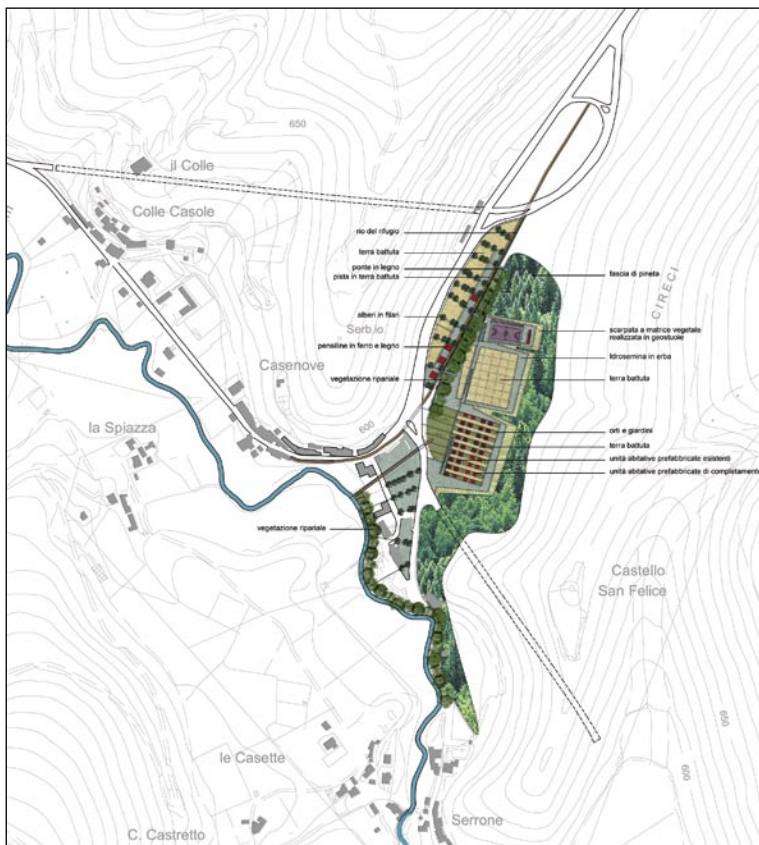 650
il Colle
Colle Casole
rio del rifugio
terra battuta
ponte in legno
pista in terra battuta
fascia di pineta
CIRECI
alberi in filari
Serb.io
scarpata a matrice vegetale
realizzata in geostuoie
pensiline in ferro e legno
Idrosemina in erba
Casenove
vegetazione ripariale
terra battuta
la Spiazza
600
orti e giardini
terra battuta
unità abitative prefabbricate esistenti
unità abitative prefabbricate di completamento
vegetazione ripariale
Castello
San Felice
650
600
le Casette
C. Castretto
Serrone